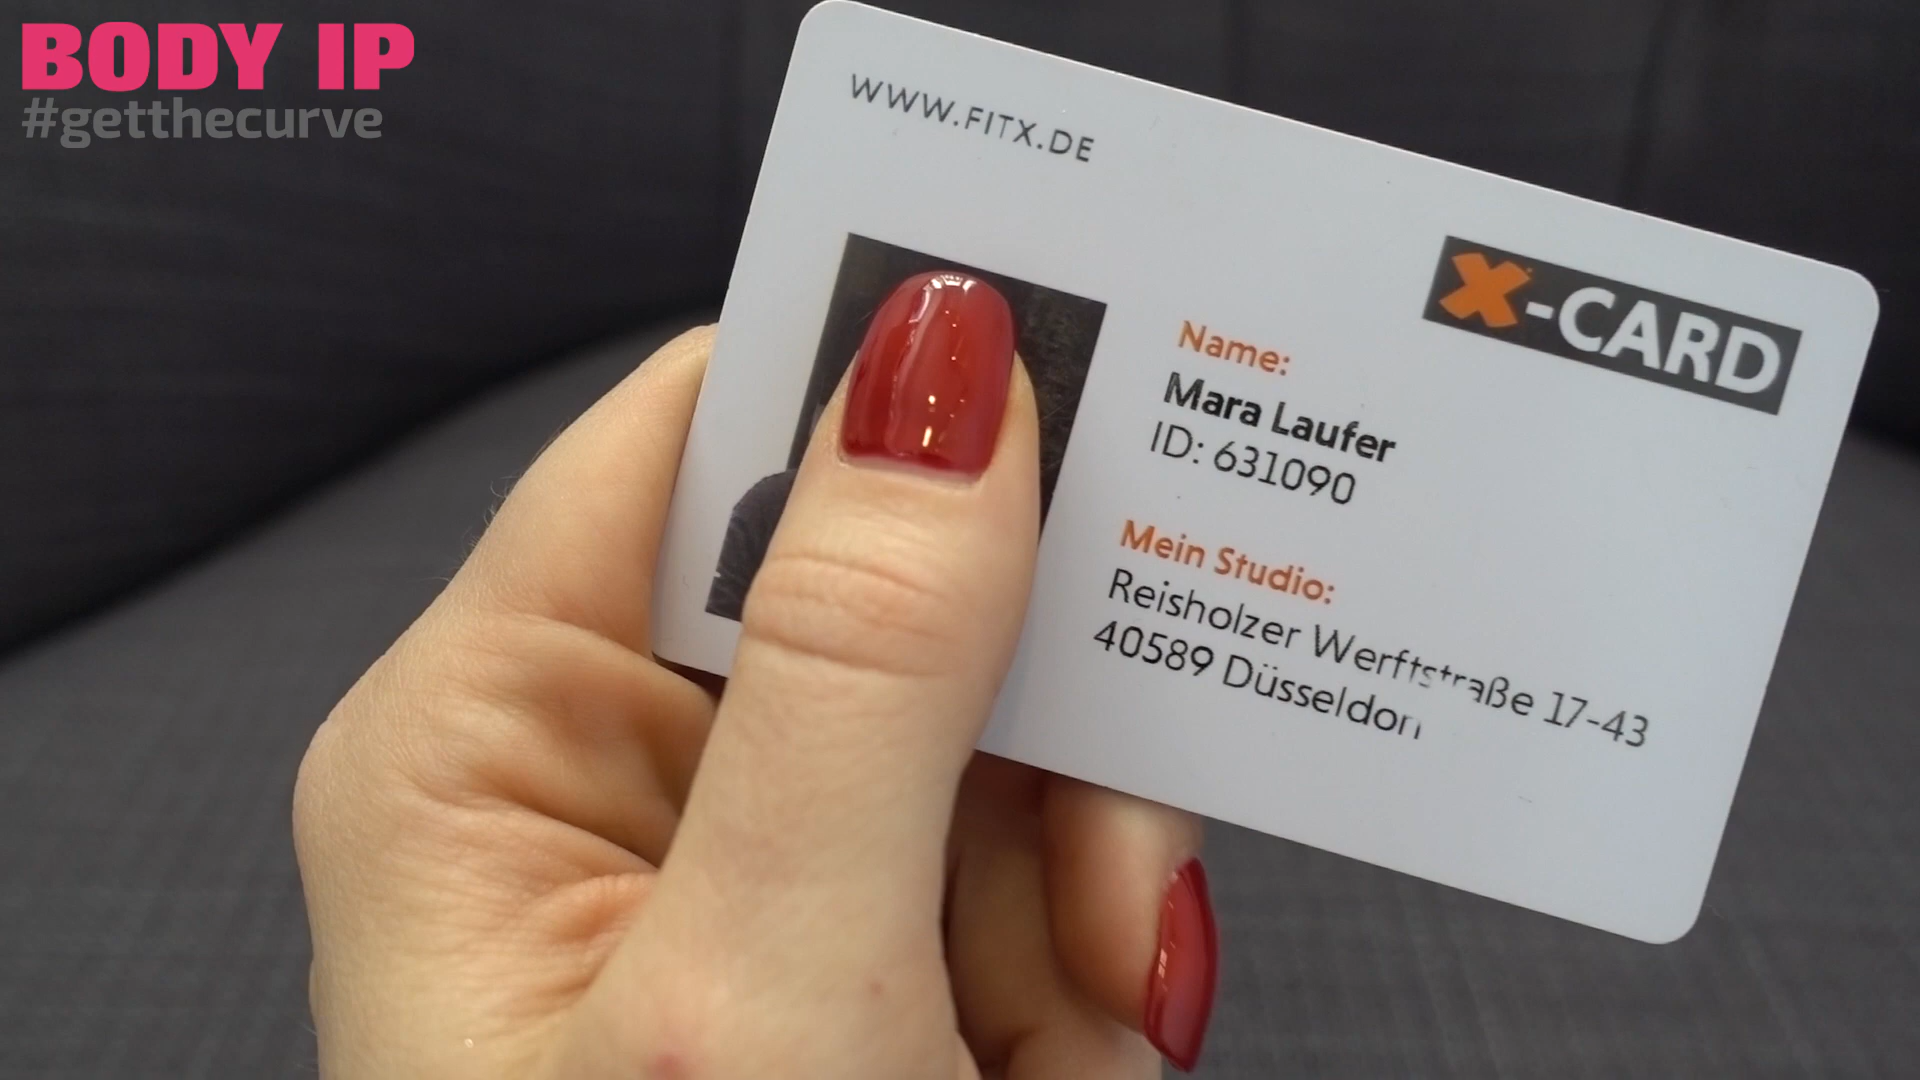 BODY IP
#getthecurve
WWW.FITX.DE
X-CARD
Name:
Mara Laufer
ID: 631090
Mein Studio:
Reisholzer Werftstraße 17-43
40589 Düsseldorf